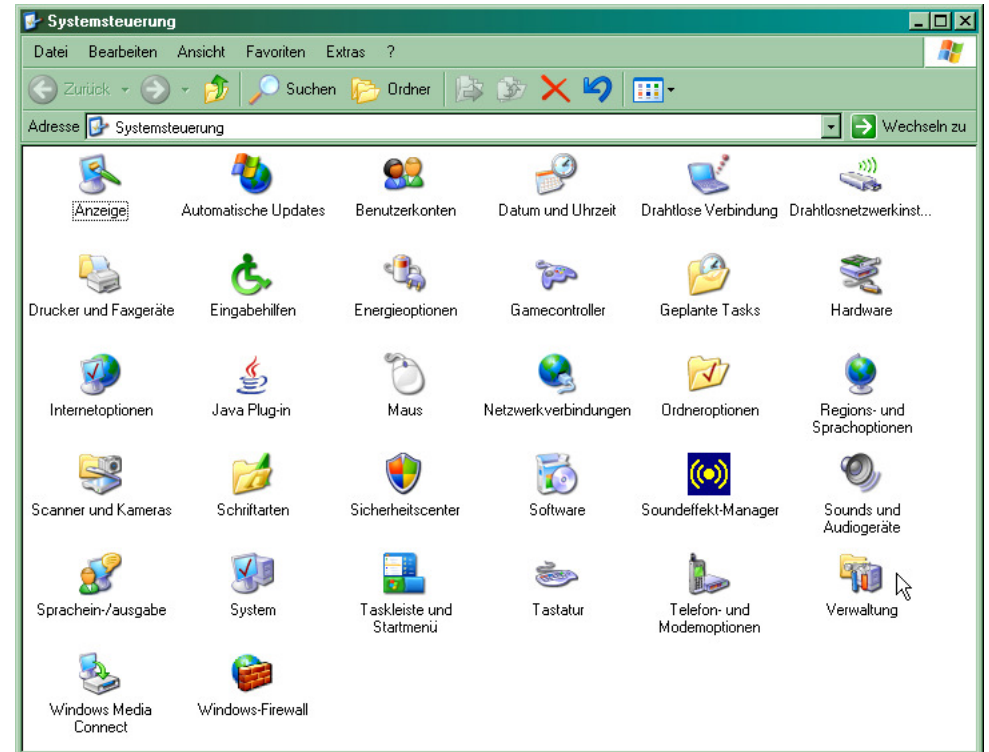 Systemsteuerung
Datei Bearbeiten Ansicht Favoriten Extras ?
Zurück Suchen Ordner
Adresse Systemsteuerung Wechseln zu
Anzeige Automatische Updates Benutzerkonten Datum und Uhrzeit Drahtlose Verbindung Drahtlosnetzwerkinst...
Drucker und Faxgeräte Eingabehilfen Energieoptionen Gamecontroller Geplante Tasks Hardware
Internetoptionen Java Plug-in Maus Netzwerkverbindungen Ordneroptionen Regions- und
Sprachoptionen
Scanner und Kameras Schriftarten Sicherheitscenter Software Soundeffekt-Manager Sounds und
Audiogeräte
Sprachein-/ausgabe System Taskleiste und Tastatur Telefon- und Verwaltung
Startmenü Modemoptionen
Windows Media Windows-Firewall
Connect